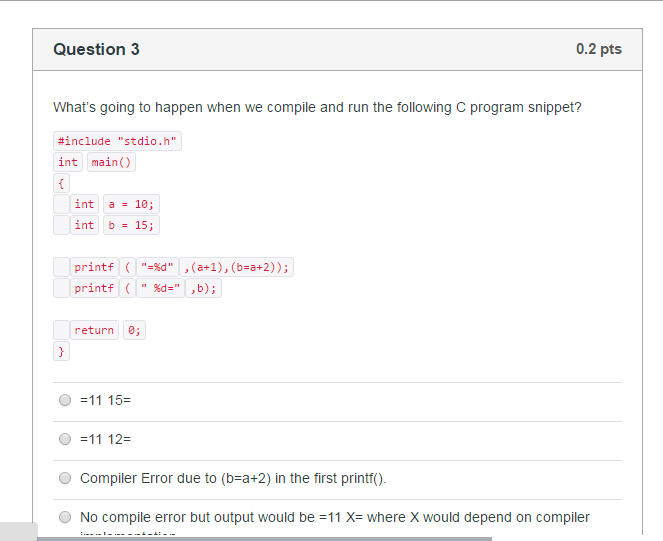 Question 3 0.2 pts
What's going to happen when we compile and run the following C program snippet?
#include "stdio.h"
int main()
{
int a = 10;
int b = 15;
printf ( "=%d" ,(a+1),(b=a+2));
printf ( " %d=" ,b);
return 0;
}
=11 15=
=11 12=
Compiler Error due to (b=a+2) in the first printf().
No compile error but output would be =11 X= where X would depend on compiler